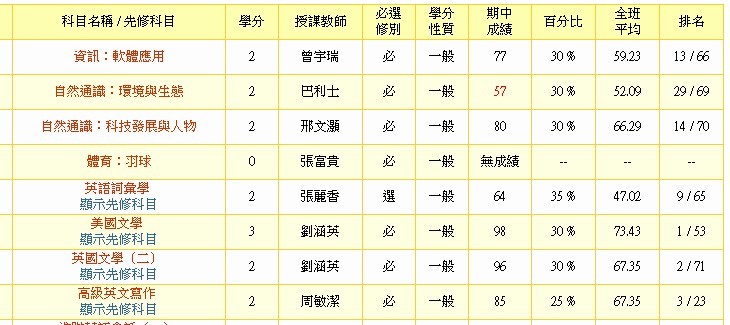 科目名稱 / 先修科目 學分 授課教師 必選修別 學分性質 期中成績 百分比 全班平均 排名
資訊：軟體應用 2 曾宇瑞 必 一般 77 30 % 59.23 13 / 66
自然通識：環境與生態 2 巴利士 必 一般 57 30 % 52.09 29 / 69
自然通識：科技發展與人物 2 邢文灝 必 一般 80 30 % 66.29 14 / 70
體育：羽球 0 張富貴 必 一般 無成績 -- -- --
英語詞彙學 2 張麗香 選 一般 64 35 % 47.02 9 / 65
顯示先修科目
美國文學 3 劉涵英 必 一般 98 30 % 73.43 1 / 53
顯示先修科目
英國文學（二） 2 劉涵英 必 一般 96 30 % 67.35 2 / 71
顯示先修科目
高級英文寫作 2 周敏潔 必 一般 85 25 % 67.35 3 / 23
顯示先修科目